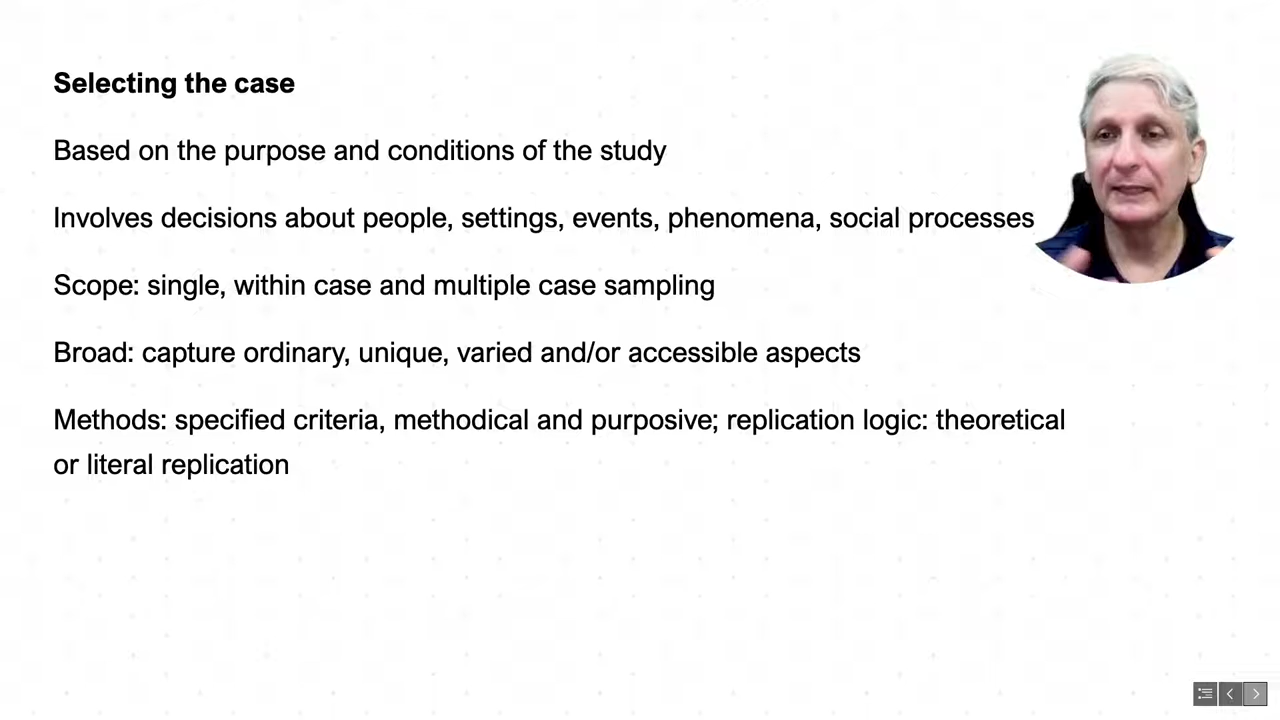 Selecting the case
Based on the purpose and conditions of the study
Involves decisions about people, settings, events, phenomena, social processes
Scope: single, within case and multiple case sampling
Broad: capture ordinary, unique, varied and/or accessible aspects
Methods: specified criteria, methodical and purposive; replication logic: theoretical
or literal replication